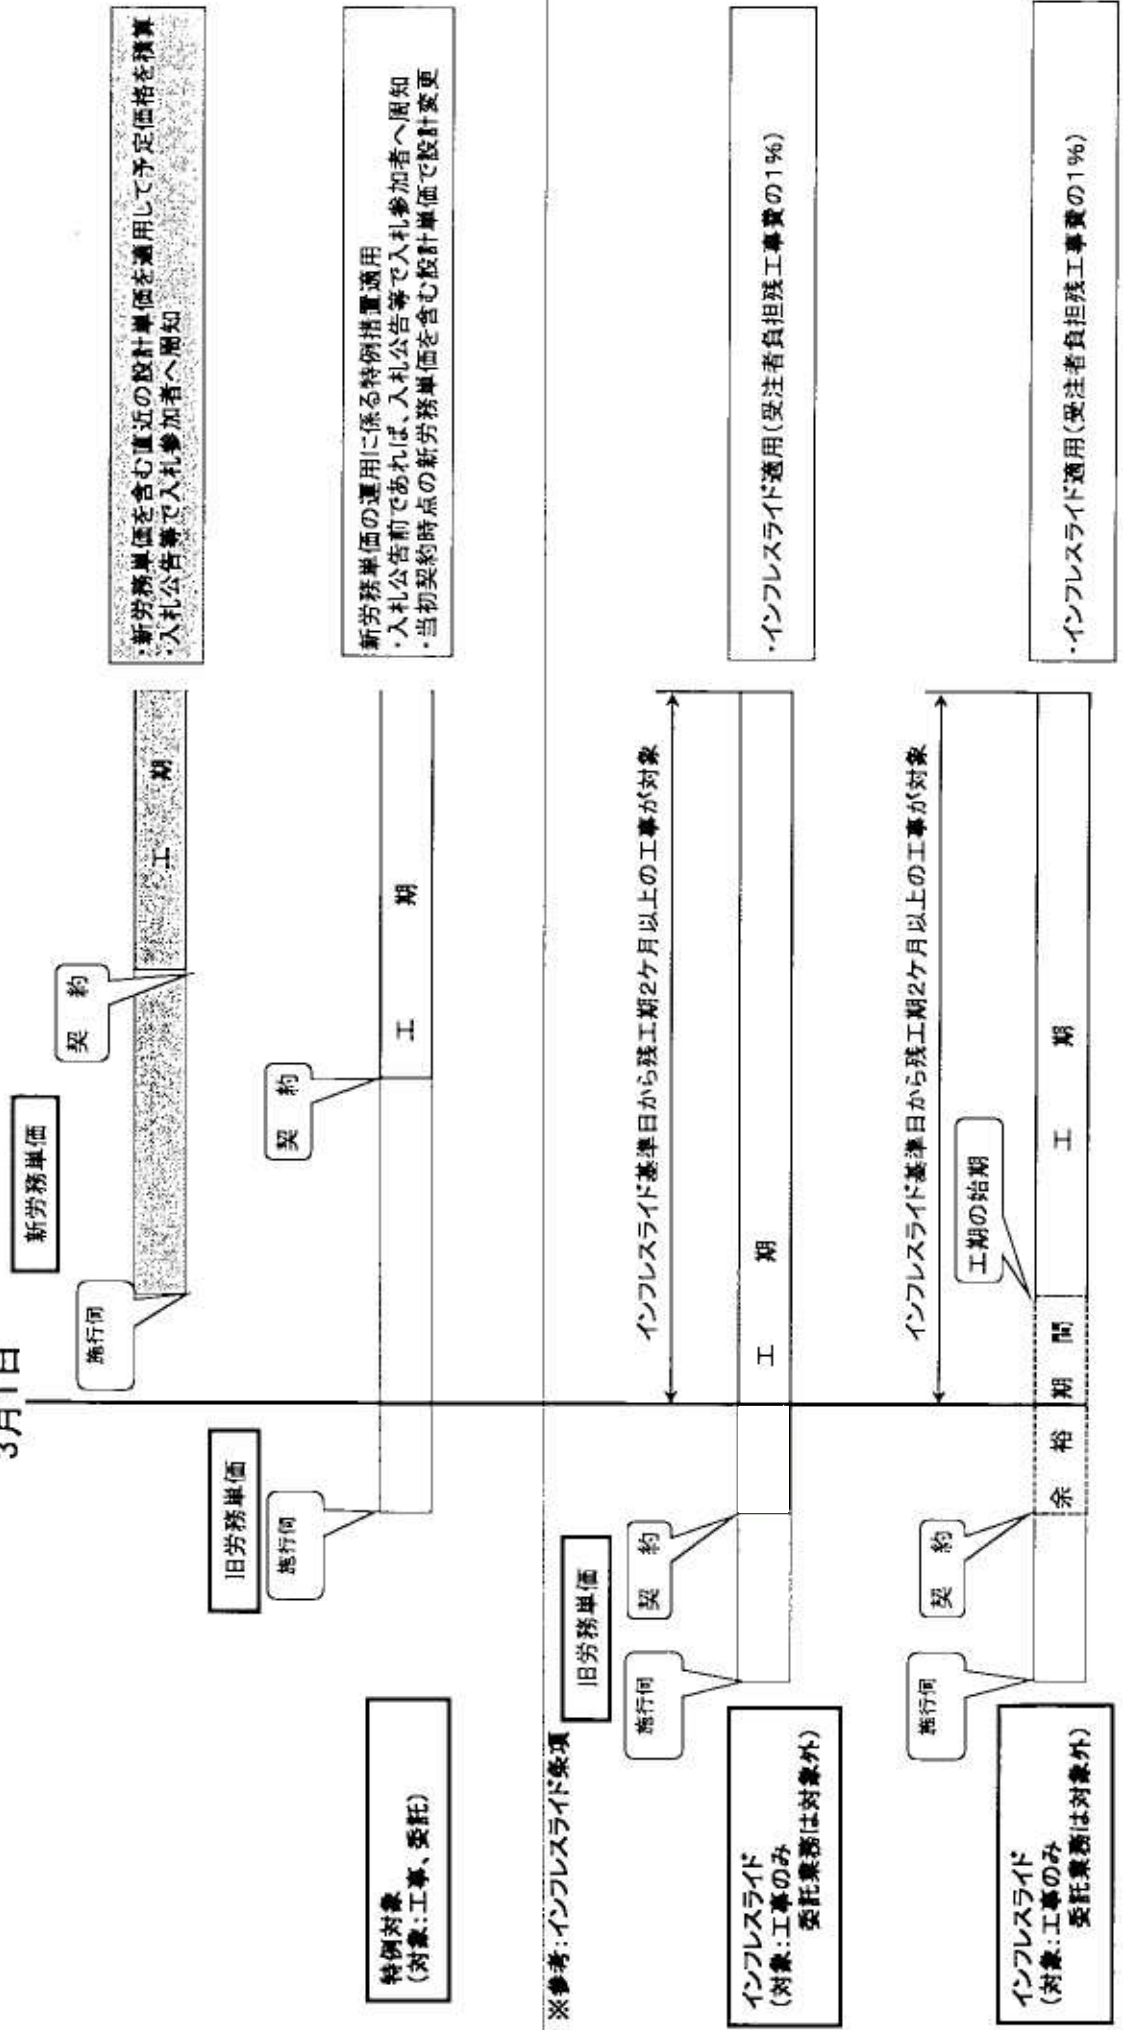 3月1日
新労務単価
施行伺
契　約
工　　期
・新労務単価を含む直近の設計単価を適用して予定価格を積算
・入札公告等で入札参加者へ周知
旧労務単価
特例対象
（対象：工事、委託）
施行伺
契　約
工　　期
新労務単価の運用に係る特例措置適用
・入札公告前であれば、入札公告等で入札参加者へ周知
・当初契約時点の新労務単価を含む設計単価で設計変更
※参考：インフレスライド条項
旧労務単価
インフレスライド
（対象：工事のみ
委託業務は対象外）
施行伺
契　約
インフレスライド基準日から残工期2ケ月以上の工事が対象
工　　期
・インフレスライド適用（受注者負担残工事費の1％）
インフレスライド
（対象：工事のみ
委託業務は対象外）
施行伺
契　約
インフレスライド基準日から残工期2ケ月以上の工事が対象
工期の始期
余　裕　期　間
工　　期
・インフレスライド適用（受注者負担残工事費の1％）